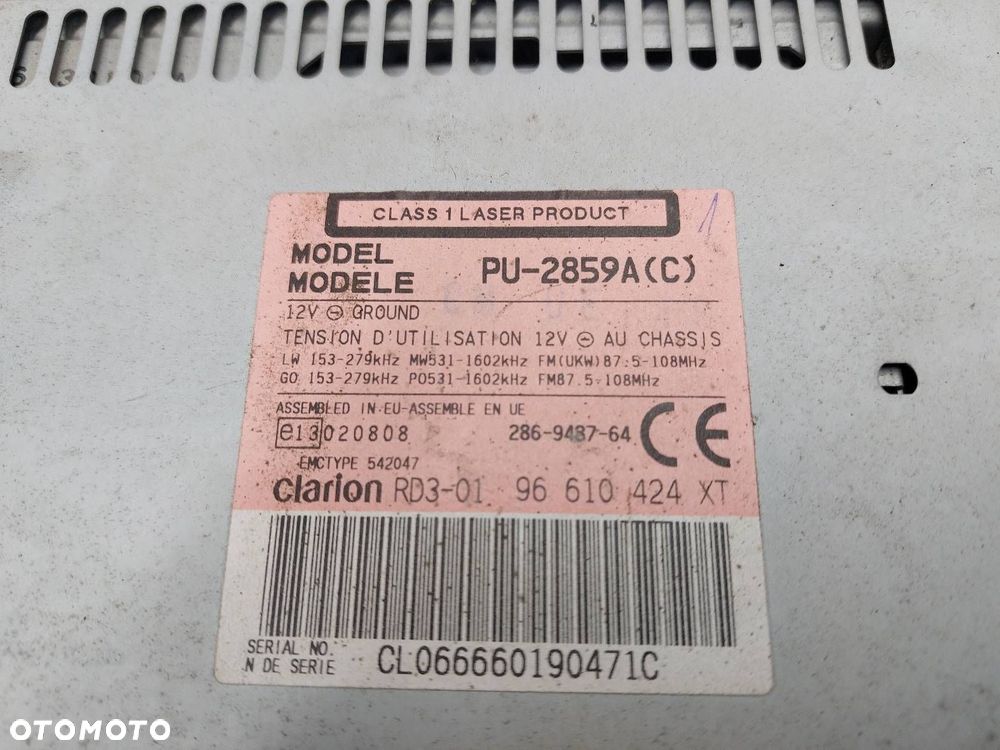 CLASS 1 LASER PRODUCT
1
MODEL
MODELE PU-2859A(C)
12V ⊖ GROUND
TENSION D'UTILISATION 12V ⊖ AU CHASSIS
LW 153-279kHz MW531-1602kHz FM(UKW)87.5-108MHz
GO 153-279kHz PO531-1602kHz FM87.5-108MHz
ASSEMBLED IN EU-ASSEMBLE EN UE
e13 020808 286-9487-64 CE
EMCTYPE 542047
clarion RD3-01 96 610 424 XT
SERIAL NO.
N DE SERIE CL066660190471C
OTOMOTO